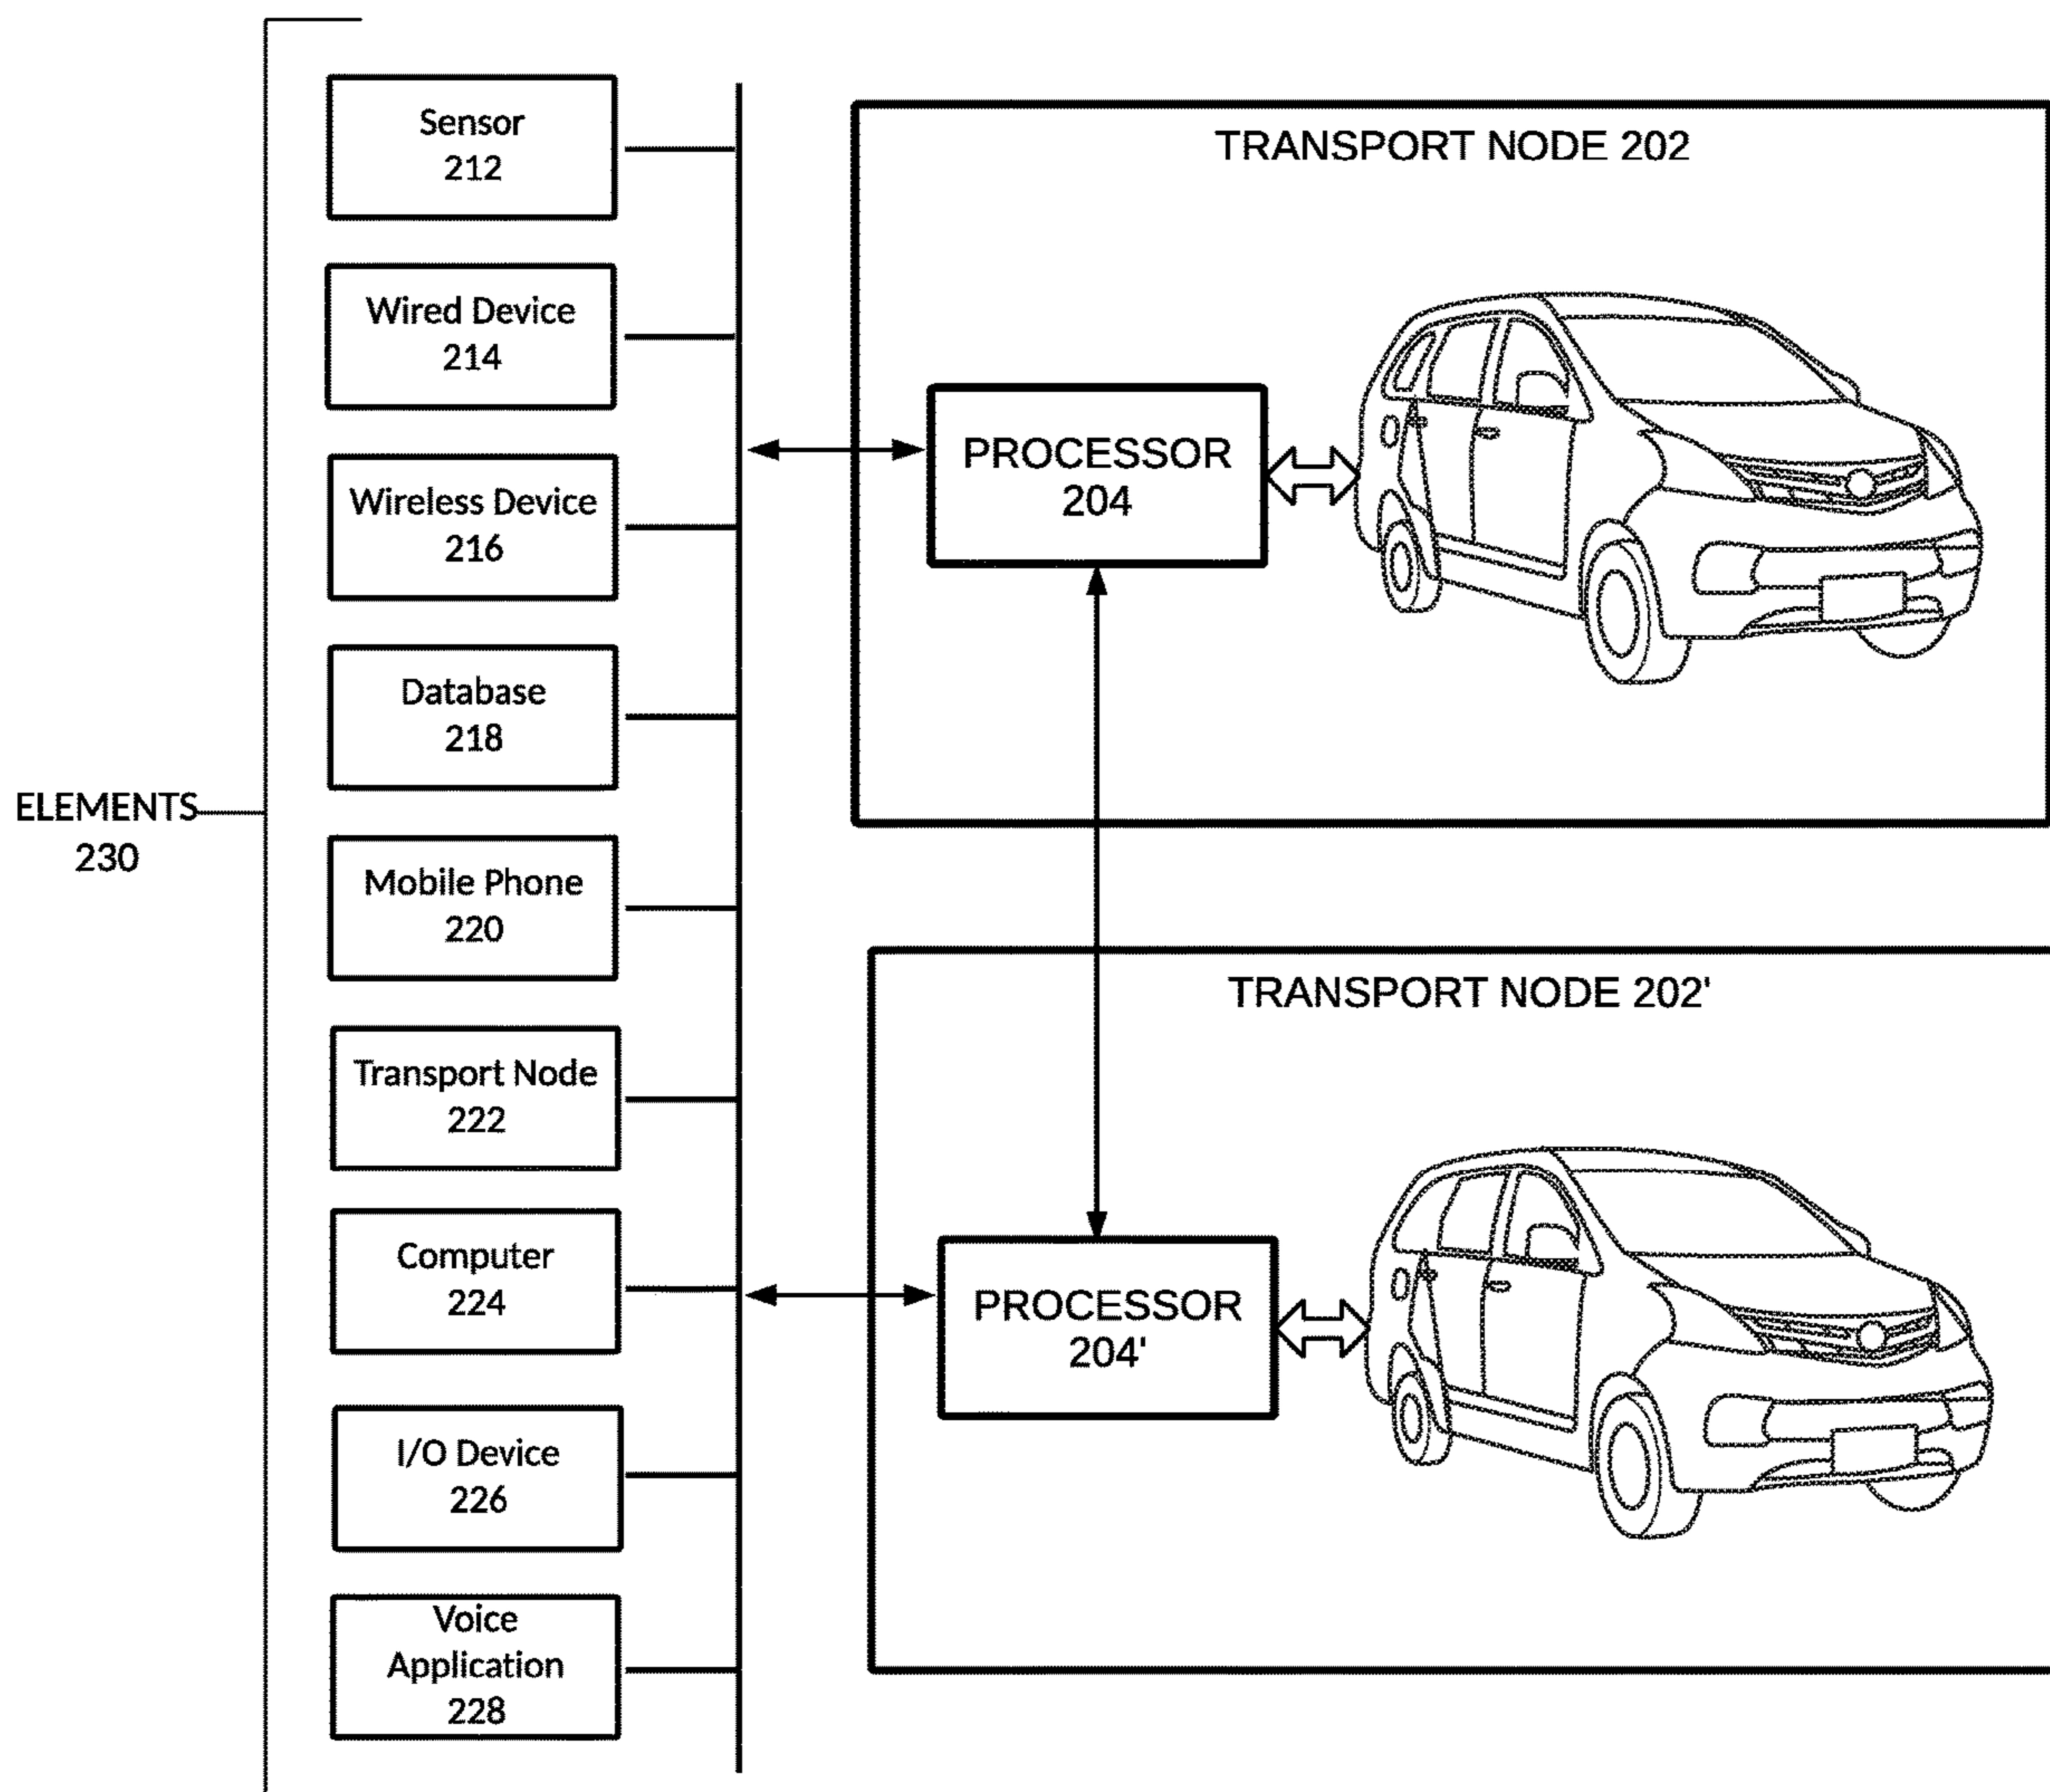 ELEMENTS
230
Sensor
212
Wired Device
214
Wireless Device
216
Database
218
Mobile Phone
220
Transport Node
222
Computer
224
I/O Device
226
Voice
Application
228
TRANSPORT NODE 202
PROCESSOR
204
TRANSPORT NODE 202'
PROCESSOR
204'